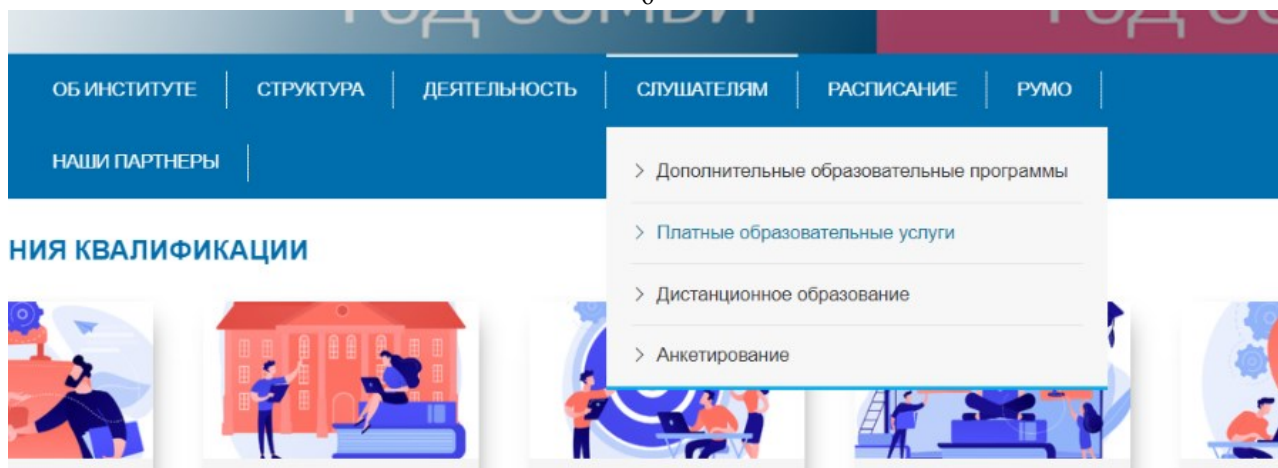 ОБ ИНСТИТУТЕ СТРУКТУРА ДЕЯТЕЛЬНОСТЬ СЛУШАТЕЛЯМ РАСПИСАНИЕ РУМО
НАШИ ПАРТНЕРЫ
> Дополнительные образовательные программы
> Платные образовательные услуги
> Дистанционное образование
> Анкетирование
НИЯ КВАЛИФИКАЦИИ